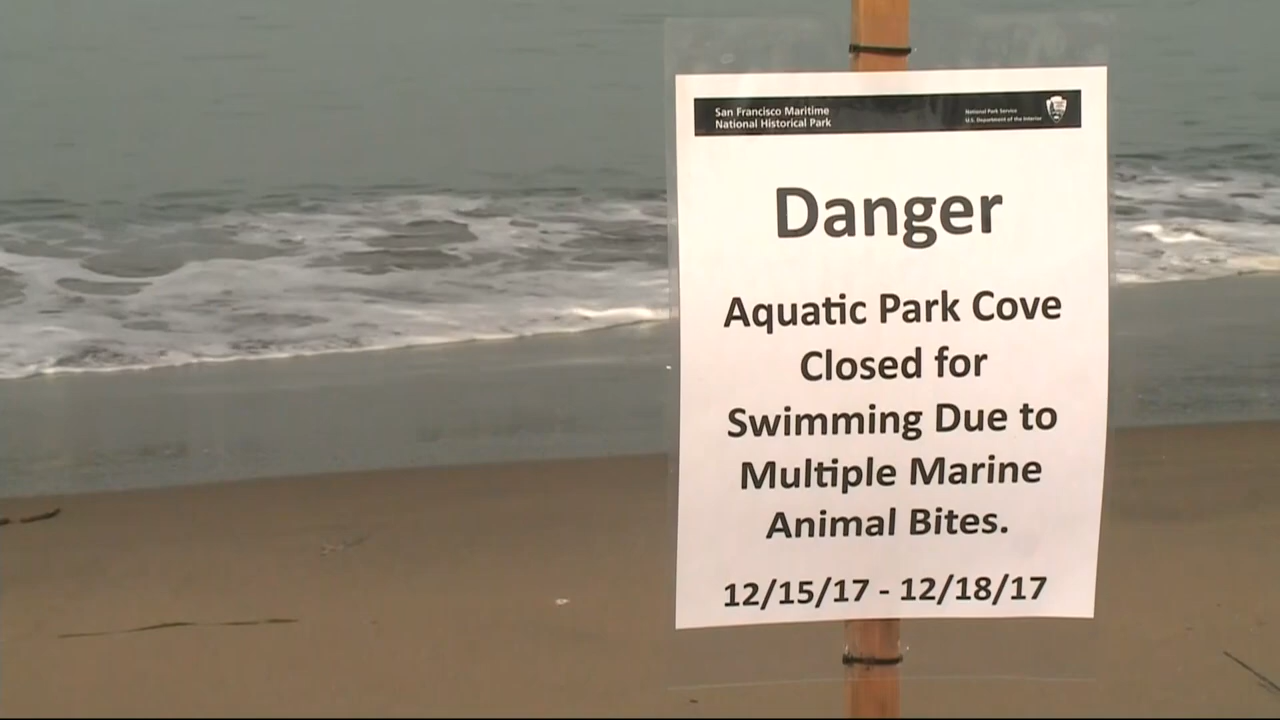 San Francisco Maritime
National Historical Park
National Park Service
U.S. Department of the Interior
Danger
Aquatic Park Cove
Closed for
Swimming Due to
Multiple Marine
Animal Bites.
12/15/17 - 12/18/17